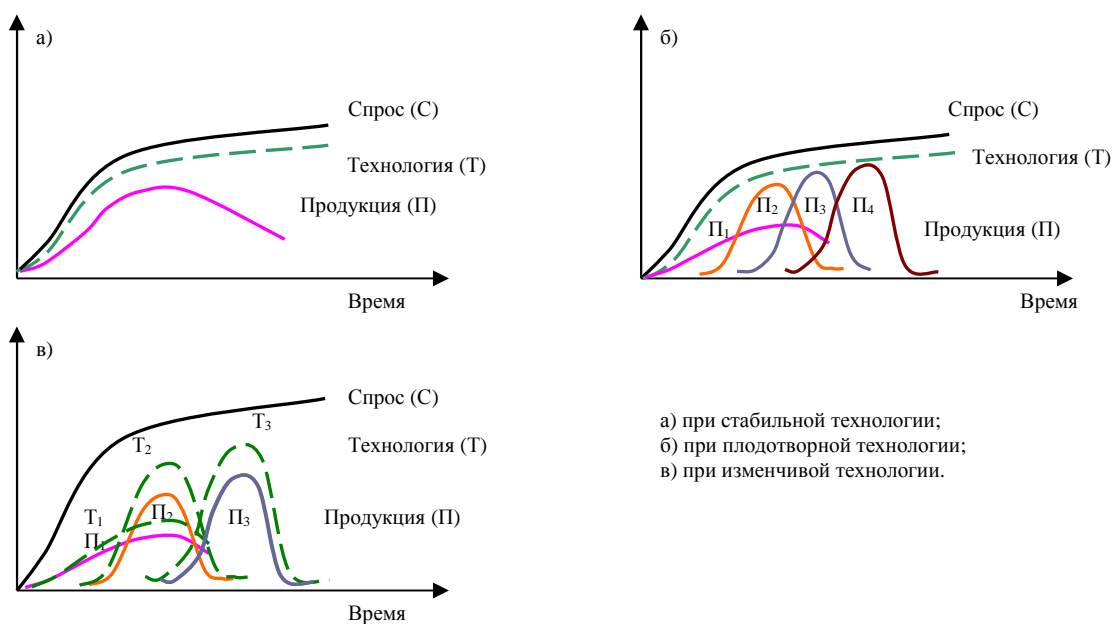 а)
Спрос (С)
Технология (Т)
Продукция (П)
Время
б)
Спрос (С)
Технология (Т)
П₂
П₃
П₄
П₁
Продукция (П)
Время
в)
Спрос (С)
Т₃
Т₂
Технология (Т)
Т₁
П₂
П₃
П₁
Продукция (П)
Время
а) при стабильной технологии;
б) при плодотворной технологии;
в) при изменчивой технологии.